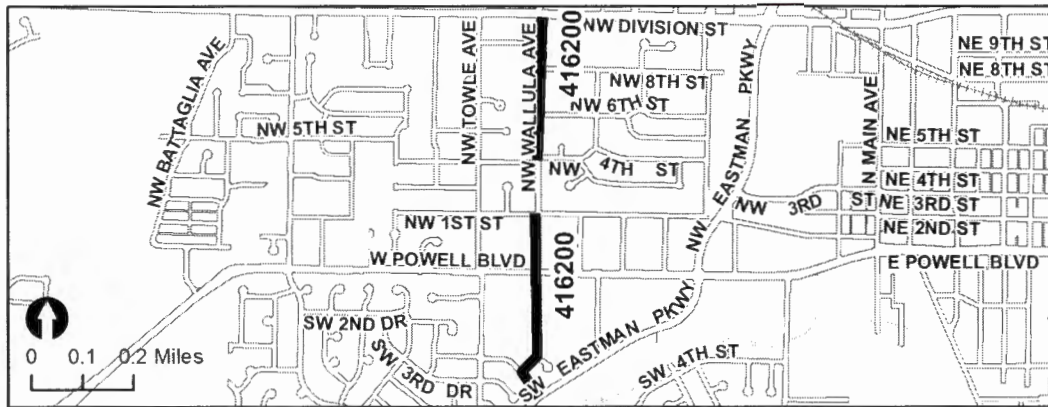 NW BATTAGLIA AVE
NW 5TH ST
NW TOWLE AVE
NW WALLULA AVE
416200
NW DIVISION ST
NW 8TH ST
NW 6TH ST
NW 4TH ST
NW EASTMAN PKWY
NW 3RD ST
N MAIN AVE
NE 9TH ST
NE 8TH ST
NE 5TH ST
NE 4TH ST
NE 3RD ST
NE 2ND ST
NW 1ST ST
W POWELL BLVD
E POWELL BLVD
416200
SW 2ND DR
SW 3RD DR
SW EASTMAN PKWY
SW 4TH ST
0 0.1 0.2 Miles